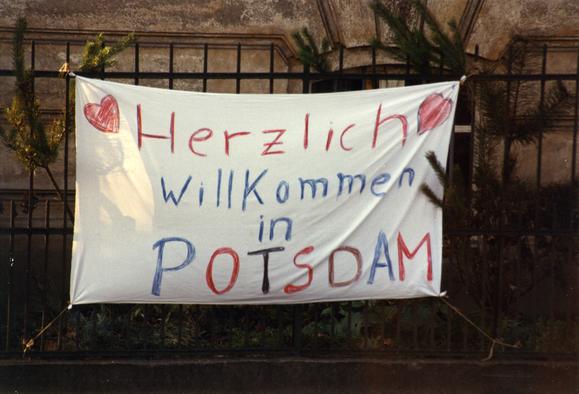 Herzlich
willKommen
in
POTSDAM